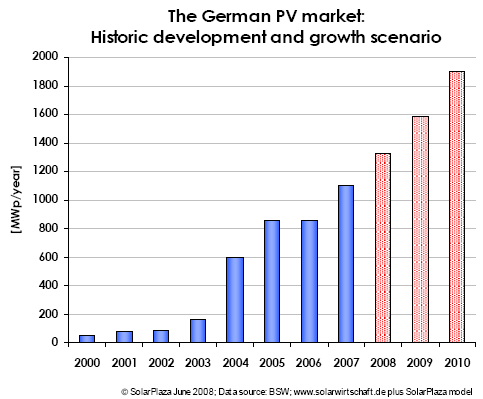 The German PV market:
Historic development and growth scenario
2000
1800
1600
1400
1200
1000
800
600
400
200
0
[MWp/year]
2000 2001 2002 2003 2004 2005 2006 2007 2008 2009 2010
© SolarPlaza June 2008; Data source: BSW; www.solarwirtschaft.de plus SolarPlaza model